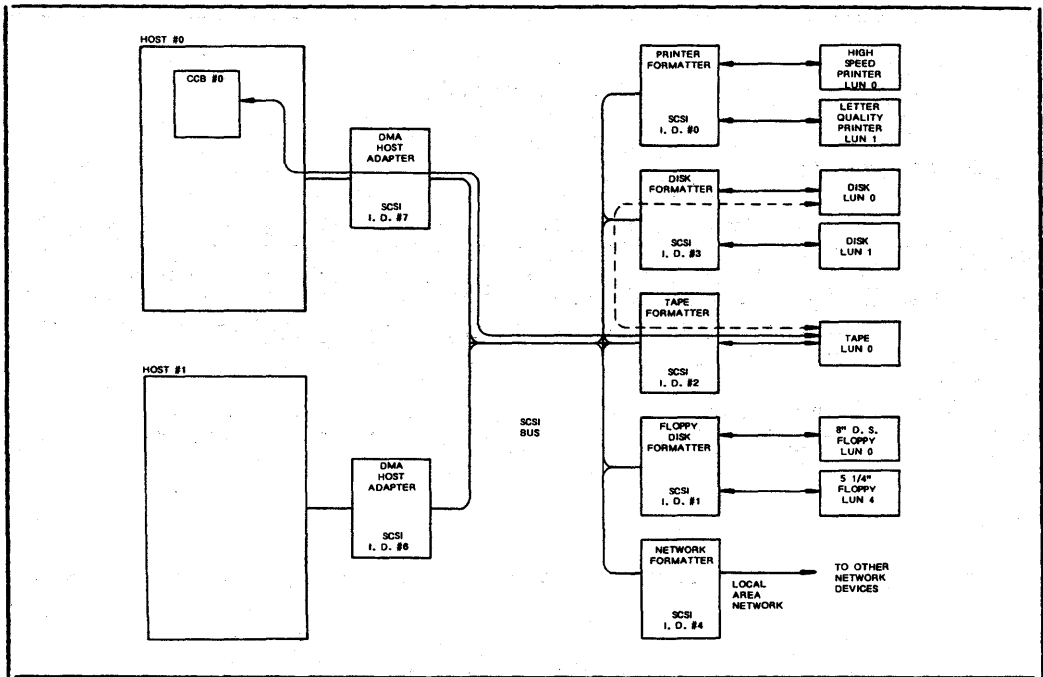 HOST #0
CCB #0
DMA
HOST
ADAPTER
SCSI
I. D. #7
HOST #1
DMA
HOST
ADAPTER
SCSI
I. D. #6
SCSI
BUS
PRINTER
FORMATTER
SCSI
I. D. #0
HIGH
SPEED
PRINTER
LUN 0
LETTER
QUALITY
PRINTER
LUN 1
DISK
FORMATTER
SCSI
I. D. #3
DISK
LUN 0
DISK
LUN 1
TAPE
FORMATTER
SCSI
I. D. #2
TAPE
LUN 0
FLOPPY
DISK
FORMATTER
SCSI
I. D. #1
8" D. S.
FLOPPY
LUN 0
5 1/4"
FLOPPY
LUN 4
NETWORK
FORMATTER
SCSI
I. D. #4
LOCAL
AREA
NETWORK
TO OTHER
NETWORK
DEVICES